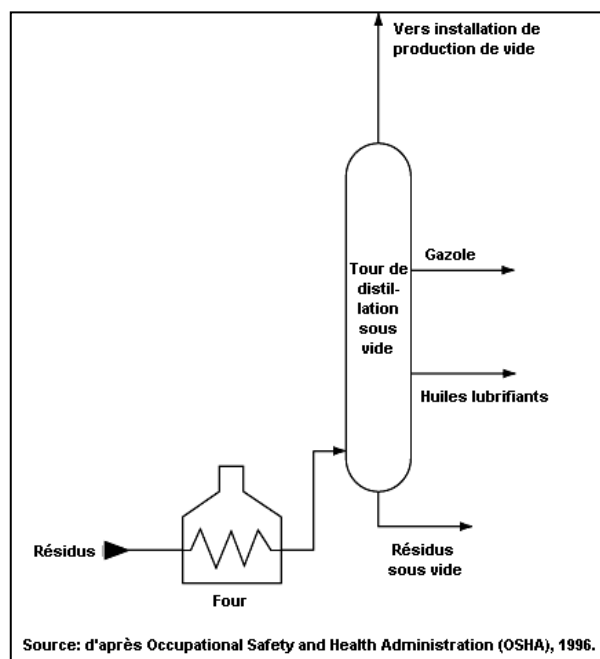 Vers installation de
production de vide
Gazole
Tour de
distil-
lation
sous
vide
Huiles lubrifiants
Résidus
Four
Résidus
sous vide
Source: d'après Occupational Safety and Health Administration (OSHA), 1996.